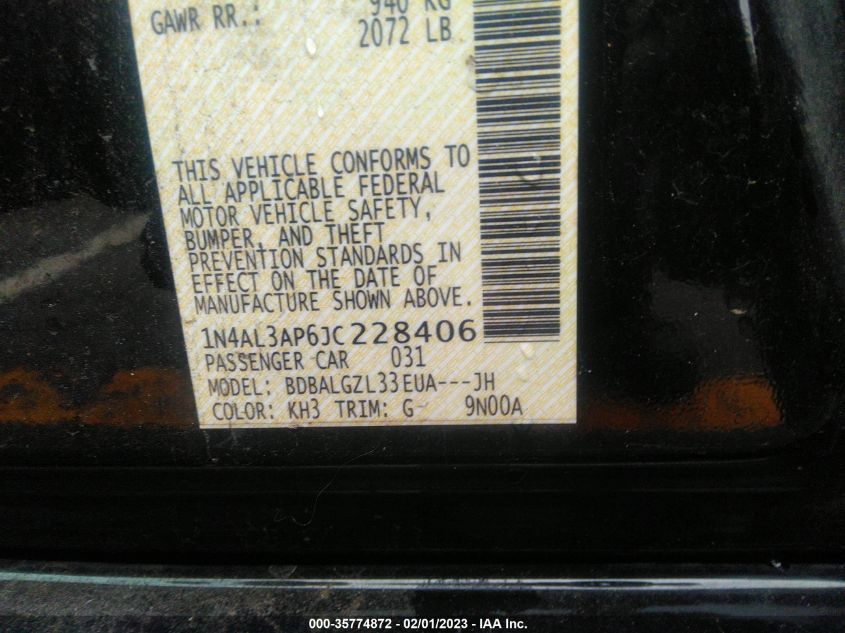 GAWR RR.: 940 KG
2072 LB
THIS VEHICLE CONFORMS TO
ALL APPLICABLE FEDERAL
MOTOR VEHICLE SAFETY,
BUMPER, AND THEFT
PREVENTION STANDARDS IN
EFFECT ON THE DATE OF
MANUFACTURE SHOWN ABOVE.
1N4AL3AP6JC228406
PASSENGER CAR 031
MODEL: BDBALGZL33EUA---JH
COLOR: KH3 TRIM: G- 9N00A
000-35774872 - 02/01/2023 - IAA Inc.